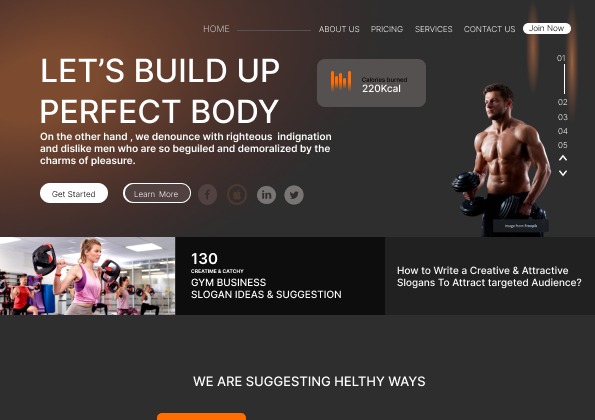 HOME
ABOUT US
PRICING
SERVICES
CONTACT US
Join Now
LET'S BUILD UP
PERFECT BODY
On the other hand , we denounce with righteous indignation
and dislike men who are so beguiled and demoralized by the
charms of pleasure.
Calories burned
220Kcal
Get Started
Learn More
01
02
03
04
05
Image from freepik
130
CREATIME & CATCHY
GYM BUSINESS
SLOGAN IDEAS & SUGGESTION
How to Write a Creative & Attractive
Slogans To Attract targeted Audience?
WE ARE SUGGESTING HELTHY WAYS